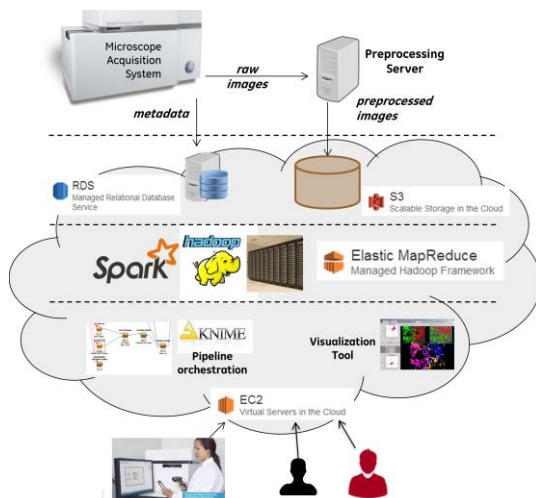 Microscope
Acquisition
System
raw
images
Preprocessing
Server
metadata
preprocessed
images
RDS
Managed Relational Database
Service
S3
Scalable Storage in the Cloud
Spark
hadoop
Elastic MapReduce
Managed Hadoop Framework
KNIME
Pipeline
orchestration
Visualization
Tool
EC2
Virtual Servers in the Cloud